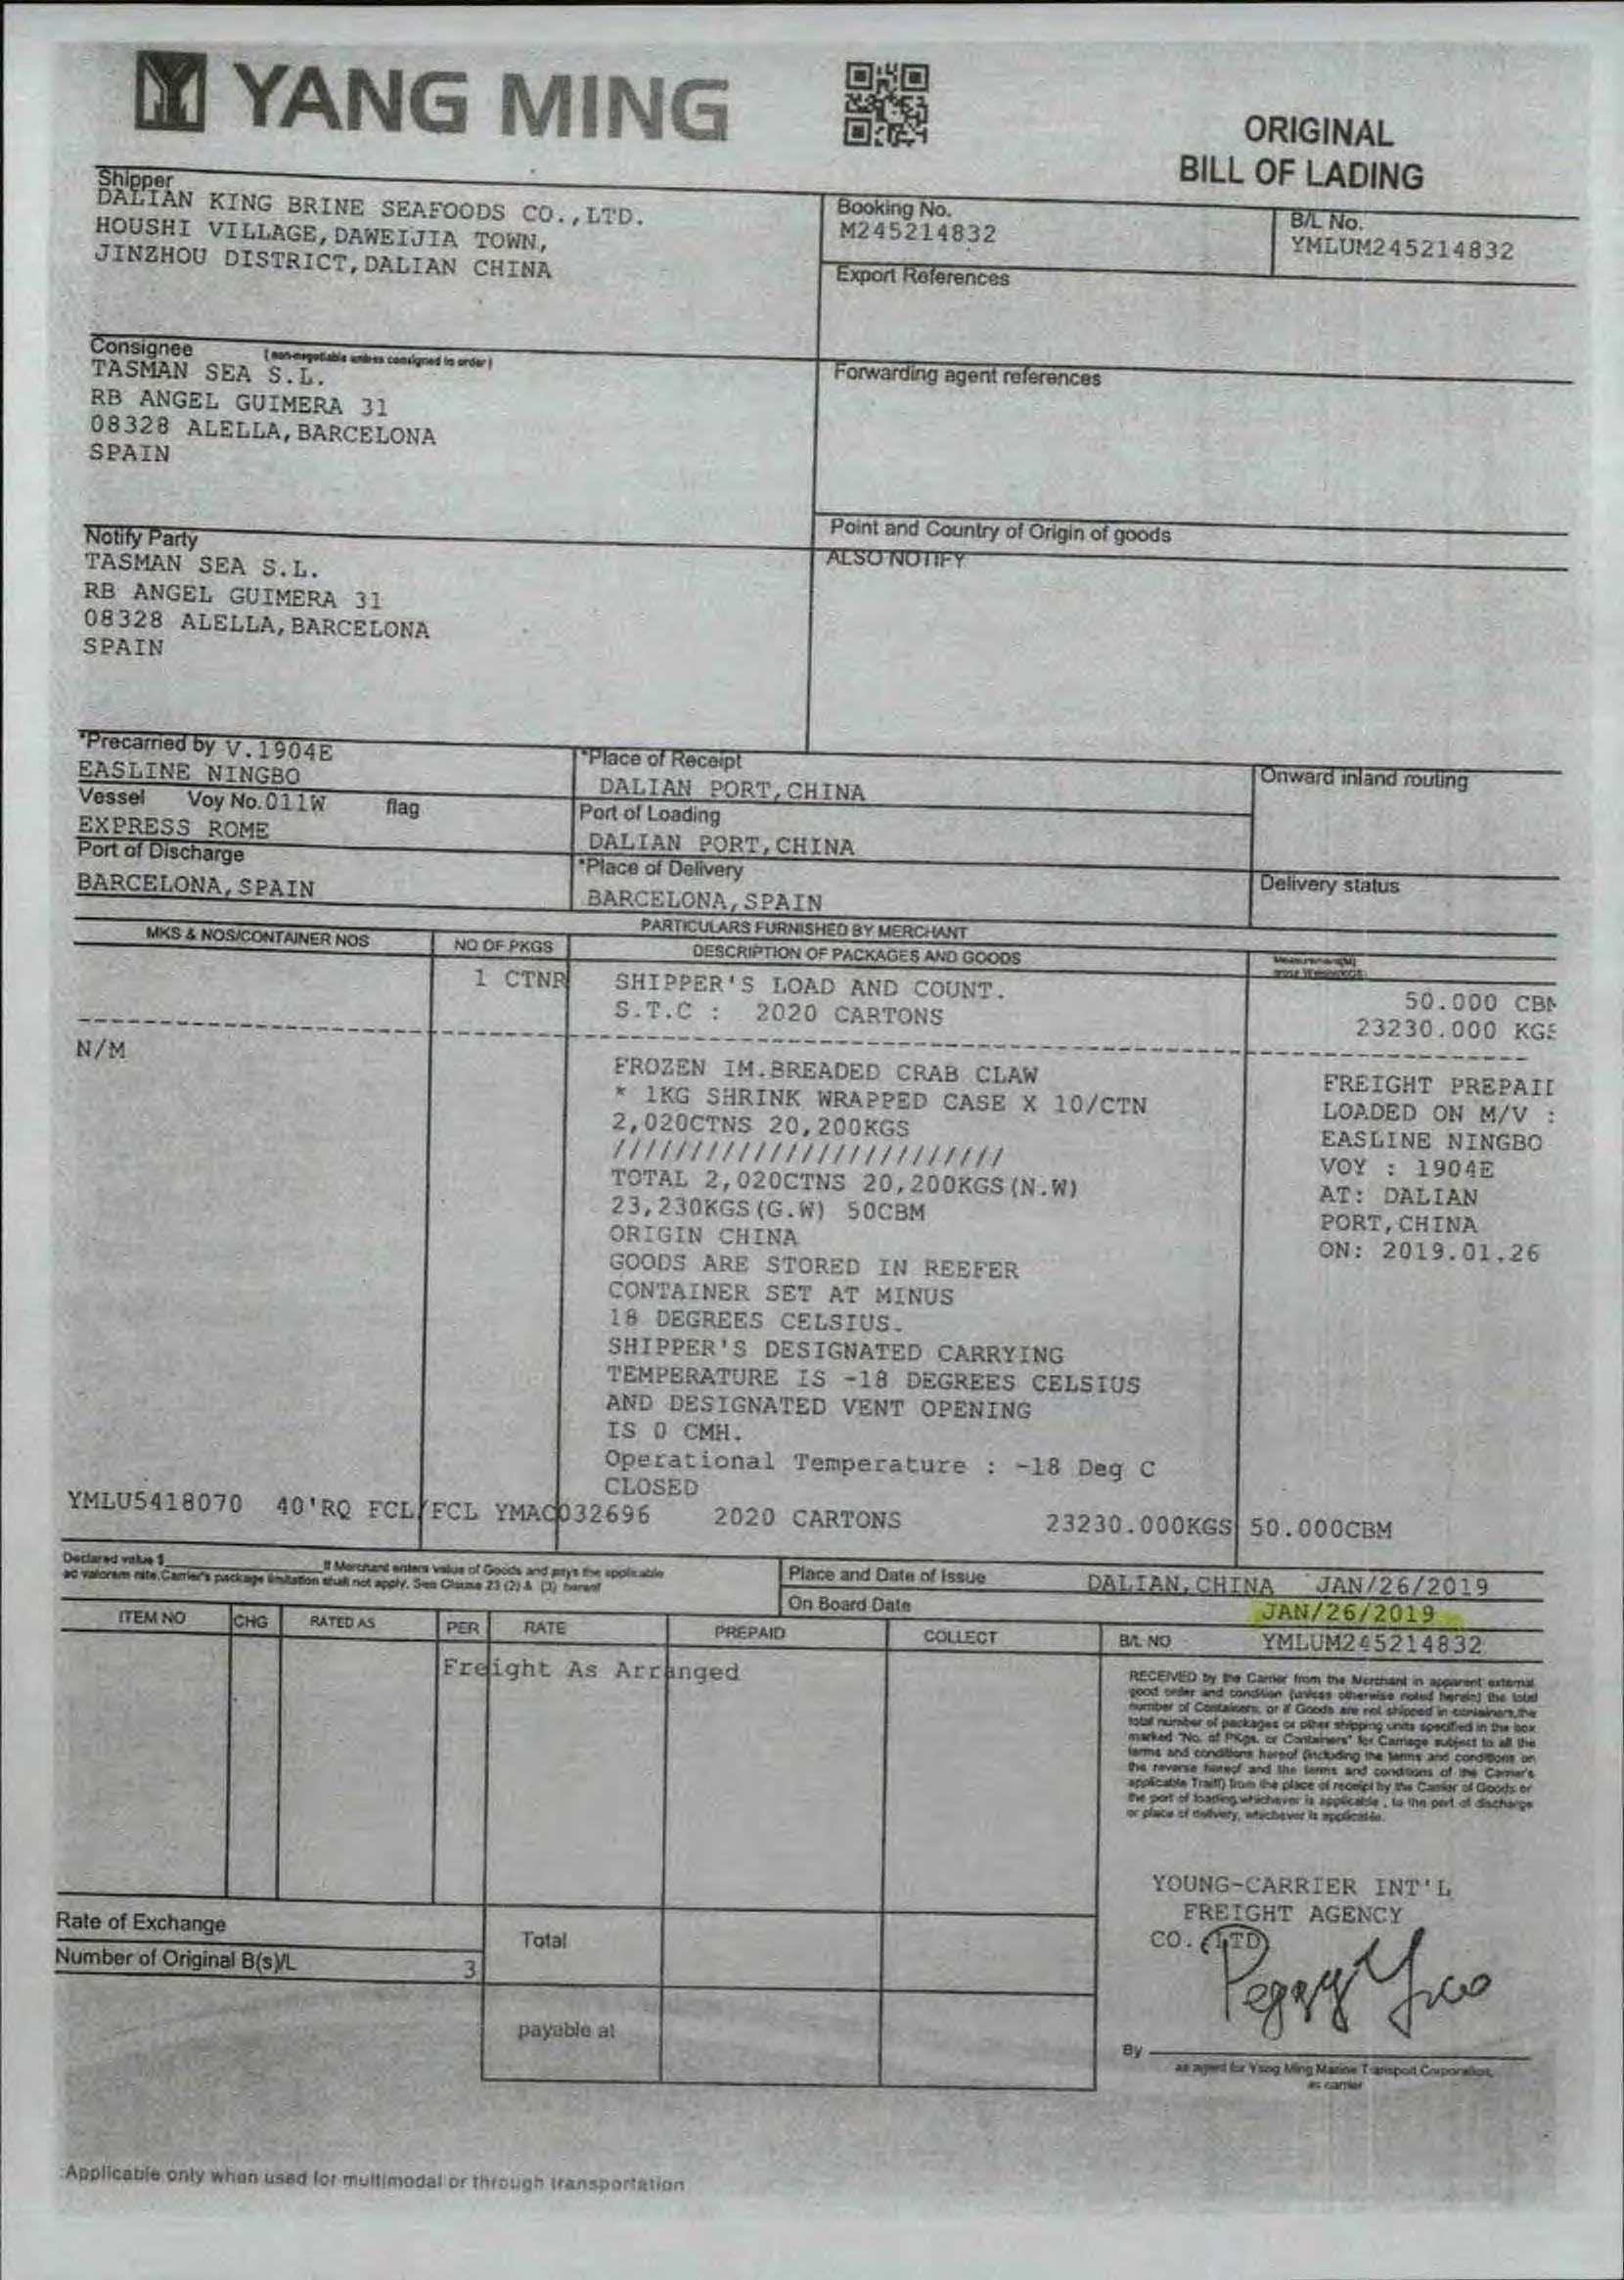 YANG MING
ORIGINAL
BILL OF LADING
Shipper
DALIAN KING BRINE SEAFOODS CO.,LTD.
HOUSHI VILLAGE,DAWEIJIA TOWN,
JINZHOU DISTRICT,DALIAN CHINA
Booking No.
M245214832
B/L No.
YMLUM245214832
Export References
Consignee (non-negotiable unless consigned to order)
TASMAN SEA S.L.
RB ANGEL GUIMERA 31
08328 ALELLA,BARCELONA
SPAIN
Forwarding agent references
Point and Country of Origin of goods
Notify Party
TASMAN SEA S.L.
RB ANGEL GUIMERA 31
08328 ALELLA,BARCELONA
SPAIN
ALSO NOTIFY
*Precarried by V.1904E
EASLINE NINGBO
*Place of Receipt
DALIAN PORT,CHINA
Onward inland routing
Vessel Voy No.011W flag
EXPRESS ROME
Port of Loading
DALIAN PORT,CHINA
Port of Discharge
BARCELONA,SPAIN
*Place of Delivery
BARCELONA,SPAIN
Delivery status
PARTICULARS FURNISHED BY MERCHANT
MKS & NOS/CONTAINER NOS NO OF PKGS DESCRIPTION OF PACKAGES AND GOODS
1 CTNR SHIPPER'S LOAD AND COUNT. 50.000 CBM
S.T.C : 2020 CARTONS 23230.000 KGS
N/M
FROZEN IM.BREADED CRAB CLAW FREIGHT PREPAID
* 1KG SHRINK WRAPPED CASE X 10/CTN LOADED ON M/V :
2,020CTNS 20,200KGS EASLINE NINGBO
///////////////////////// VOY : 1904E
TOTAL 2,020CTNS 20,200KGS(N.W) AT: DALIAN
23,230KGS(G.W) 50CBM PORT,CHINA
ORIGIN CHINA ON: 2019.01.26
GOODS ARE STORED IN REEFER
CONTAINER SET AT MINUS
18 DEGREES CELSIUS.
SHIPPER'S DESIGNATED CARRYING
TEMPERATURE IS -18 DEGREES CELSIUS
AND DESIGNATED VENT OPENING
IS 0 CMH.
Operational Temperature : -18 Deg C
CLOSED
YMLU5418070 40'RQ FCL/FCL YMAC032696 2020 CARTONS 23230.000KGS 50.000CBM
Declared value $ If Merchant enters value of Goods and pays the applicable
ad valorem rate,Carrier's package limitation shall not apply. See Clause 23 (2) & (3) hereof
Place and Date of Issue DALIAN,CHINA JAN/26/2019
On Board Date JAN/26/2019
ITEM NO CHG RATED AS PER RATE PREPAID COLLECT
B/L NO YMLUM245214832
Freight As Arranged
RECEIVED by the Carrier from the Merchant in apparent external
good order and condition (unless otherwise noted herein) the total
number of Containers, or if Goods are not shipped in containers,the
total number of packages or other shipping units specified in the box
marked "No. of PKgs. or Containers" for Carriage subject to all the
terms and conditions hereof (including the terms and conditions on
the reverse hereof and the terms and conditions of the Carrier's
applicable Traiff) from the place of receipt by the Carrier of Goods or
the port of loading,whichever is applicable , to the port of discharge
or place of delivery, whichever is applicable.
YOUNG-CARRIER INT'L
FREIGHT AGENCY
CO. LTD
Rate of Exchange
Total
Number of Original B(s)/L 3
payable at
By
as agent for Yang Ming Marine Transport Corporation,
as carrier
:Applicable only when used for multimodal or through transportation